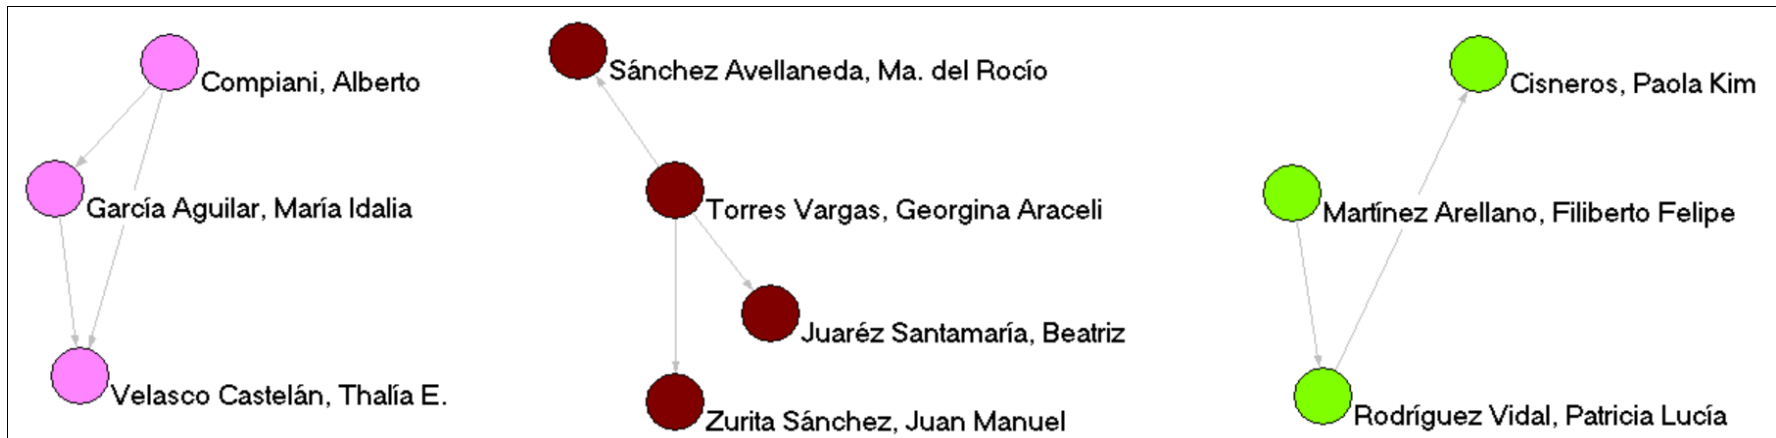 Compiani, Alberto
García Aguilar, María Idalia
Velasco Castelán, Thalía E.
Sánchez Avellaneda, Ma. del Rocío
Torres Vargas, Georgina Araceli
Juaréz Santamaría, Beatriz
Zurita Sánchez, Juan Manuel
Cisneros, Paola Kim
Martínez Arellano, Filiberto Felipe
Rodríguez Vidal, Patricia Lucía